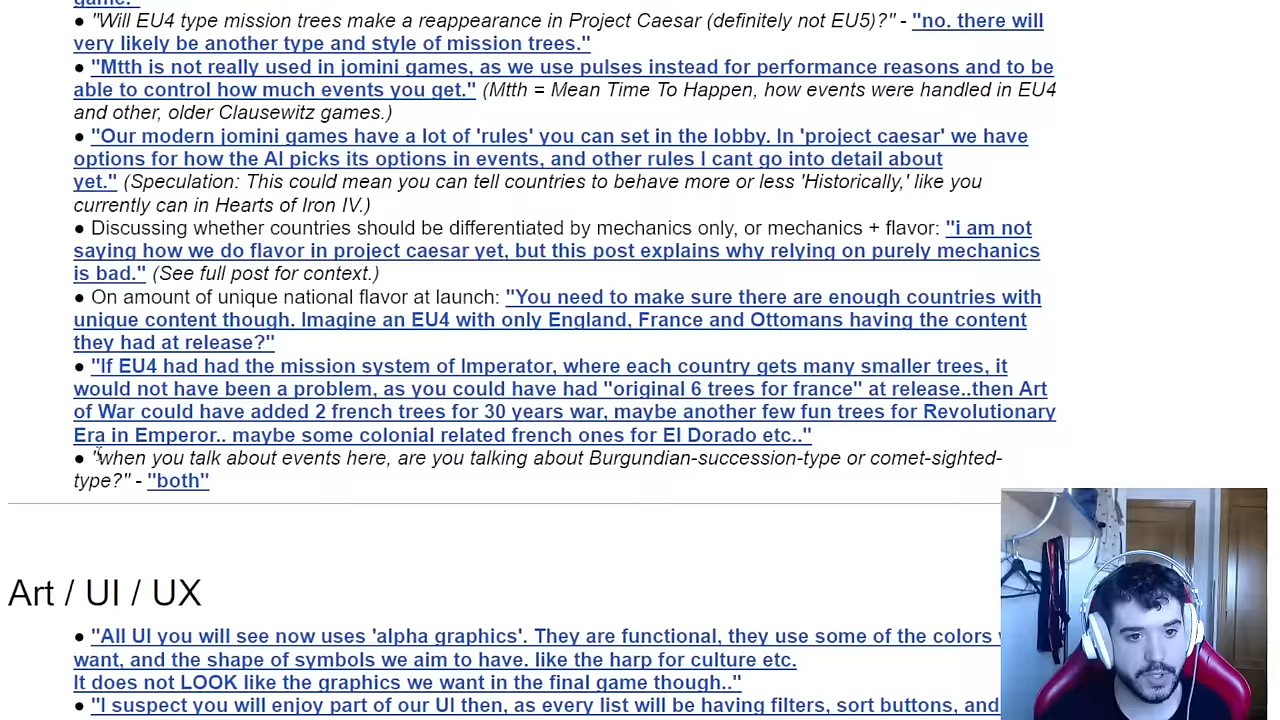 game."
● "Will EU4 type mission trees make a reappearance in Project Caesar (definitely not EU5)?" - "no. there will
very likely be another type and style of mission trees."
● "Mtth is not really used in jomini games, as we use pulses instead for performance reasons and to be
able to control how much events you get." (Mtth = Mean Time To Happen, how events were handled in EU4
and other, older Clausewitz games.)
● "Our modern jomini games have a lot of 'rules' you can set in the lobby. In 'project caesar' we have
options for how the AI picks its options in events, and other rules I cant go into detail about
yet." (Speculation: This could mean you can tell countries to behave more or less 'Historically,' like you
currently can in Hearts of Iron IV.)
● Discussing whether countries should be differentiated by mechanics only, or mechanics + flavor: "i am not
saying how we do flavor in project caesar yet, but this post explains why relying on purely mechanics
is bad." (See full post for context.)
● On amount of unique national flavor at launch: "You need to make sure there are enough countries with
unique content though. Imagine an EU4 with only England, France and Ottomans having the content
they had at release?"
● "If EU4 had had the mission system of Imperator, where each country gets many smaller trees, it
would not have been a problem, as you could have had "original 6 trees for france" at release..then Art
of War could have added 2 french trees for 30 years war, maybe another few fun trees for Revolutionary
Era in Emperor.. maybe some colonial related french ones for El Dorado etc.."
● "when you talk about events here, are you talking about Burgundian-succession-type or comet-sighted-
type?" - "both"
Art / UI / UX
● "All UI you will see now uses 'alpha graphics'. They are functional, they use some of the colors
want, and the shape of symbols we aim to have. like the harp for culture etc.
It does not LOOK like the graphics we want in the final game though.."
● "I suspect you will enjoy part of our UI then, as every list will be having filters, sort buttons, and